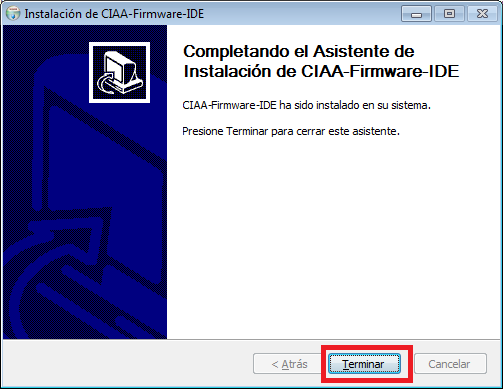 Instalación de CIAA-Firmware-IDE
Completando el Asistente de
Instalación de CIAA-Firmware-IDE
CIAA-Firmware-IDE ha sido instalado en su sistema.
Presione Terminar para cerrar este asistente.
< Atrás
Terminar
Cancelar